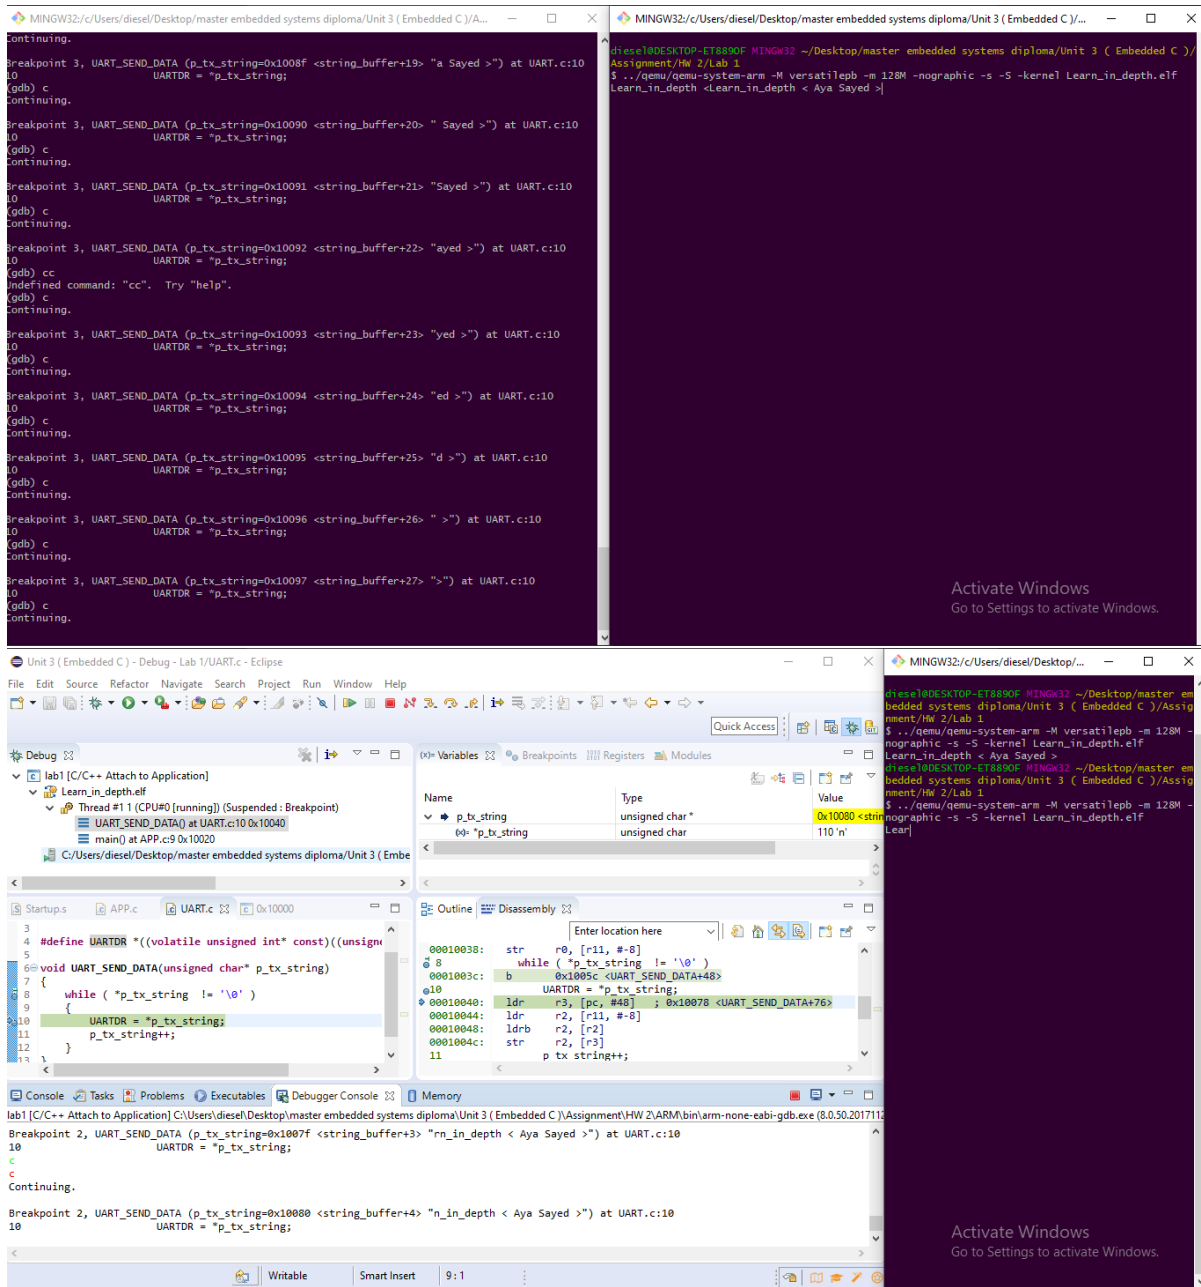 MINGW32:/c/Users/diesel/Desktop/master embedded systems diploma/Unit 3 ( Embedded C )/A...
Continuing.
Breakpoint 3, UART_SEND_DATA (p_tx_string=0x1008f <string_buffer+19> "a Sayed >") at UART.c:10
10 UARTDR = *p_tx_string;
(gdb) c
Continuing.
Breakpoint 3, UART_SEND_DATA (p_tx_string=0x10090 <string_buffer+20> " Sayed >") at UART.c:10
10 UARTDR = *p_tx_string;
(gdb) c
Continuing.
Breakpoint 3, UART_SEND_DATA (p_tx_string=0x10091 <string_buffer+21> "Sayed >") at UART.c:10
10 UARTDR = *p_tx_string;
(gdb) c
Continuing.
Breakpoint 3, UART_SEND_DATA (p_tx_string=0x10092 <string_buffer+22> "ayed >") at UART.c:10
10 UARTDR = *p_tx_string;
(gdb) cc
Undefined command: "cc".  Try "help".
(gdb) c
Continuing.
Breakpoint 3, UART_SEND_DATA (p_tx_string=0x10093 <string_buffer+23> "yed >") at UART.c:10
10 UARTDR = *p_tx_string;
(gdb) c
Continuing.
Breakpoint 3, UART_SEND_DATA (p_tx_string=0x10094 <string_buffer+24> "ed >") at UART.c:10
10 UARTDR = *p_tx_string;
(gdb) c
Continuing.
Breakpoint 3, UART_SEND_DATA (p_tx_string=0x10095 <string_buffer+25> "d >") at UART.c:10
10 UARTDR = *p_tx_string;
(gdb) c
Continuing.
Breakpoint 3, UART_SEND_DATA (p_tx_string=0x10096 <string_buffer+26> " >") at UART.c:10
10 UARTDR = *p_tx_string;
(gdb) c
Continuing.
Breakpoint 3, UART_SEND_DATA (p_tx_string=0x10097 <string_buffer+27> ">") at UART.c:10
10 UARTDR = *p_tx_string;
(gdb) c
Continuing.
MINGW32:/c/Users/diesel/Desktop/master embedded systems diploma/Unit 3 ( Embedded C )/...
diesel@DESKTOP-ET889OF MINGW32 ~/Desktop/master embedded systems diploma/Unit 3 ( Embedded C )/
Assignment/HW 2/Lab 1
$ ../qemu/qemu-system-arm -M versatilepb -m 128M -nographic -s -S -kernel Learn_in_depth.elf
Learn_in_depth <Learn_in_depth < Aya Sayed >
Activate Windows
Go to Settings to activate Windows.
Unit 3 ( Embedded C ) - Debug - Lab 1/UART.c - Eclipse
File Edit Source Refactor Navigate Search Project Run Window Help
Quick Access
Debug
lab1 [C/C++ Attach to Application]
Learn_in_depth.elf
Thread #1 1 (CPU#0 [running]) (Suspended : Breakpoint)
UART_SEND_DATA() at UART.c:10 0x10040
main() at APP.c:9 0x10020
C:/Users/diesel/Desktop/master embedded systems diploma/Unit 3 ( Embe
(x)= Variables Breakpoints Registers Modules
Name Type Value
p_tx_string unsigned char * 0x10080 <strin
(x)= *p_tx_string unsigned char 110 'n'
Startup.s APP.c UART.c 0x10000
3
4 #define UARTDR *((volatile unsigned int* const)((unsigne
5
6 void UART_SEND_DATA(unsigned char* p_tx_string)
7 {
8 while ( *p_tx_string != '\0' )
9 {
10 UARTDR = *p_tx_string;
11 p_tx_string++;
12 }
13 }
Outline Disassembly
Enter location here
00010038: str r0, [r11, #-8]
8 while ( *p_tx_string != '\0' )
0001003c: b 0x1005c <UART_SEND_DATA+48>
10 UARTDR = *p_tx_string;
00010040: ldr r3, [pc, #48] ; 0x10078 <UART_SEND_DATA+76>
00010044: ldr r2, [r11, #-8]
00010048: ldrb r2, [r2]
0001004c: str r2, [r3]
11 p_tx_string++;
Console Tasks Problems Executables Debugger Console Memory
lab1 [C/C++ Attach to Application] C:\Users\diesel\Desktop\master embedded systems diploma\Unit 3 ( Embedded C )\Assignment\HW 2\ARM\bin\arm-none-eabi-gdb.exe (8.0.50.2017112
Breakpoint 2, UART_SEND_DATA (p_tx_string=0x1007f <string_buffer+3> "rn_in_depth < Aya Sayed >") at UART.c:10
10 UARTDR = *p_tx_string;
c
c
Continuing.
Breakpoint 2, UART_SEND_DATA (p_tx_string=0x10080 <string_buffer+4> "n_in_depth < Aya Sayed >") at UART.c:10
10 UARTDR = *p_tx_string;
Writable Smart Insert 9 : 1
MINGW32:/c/Users/diesel/Desktop/...
diesel@DESKTOP-ET889OF MINGW32 ~/Desktop/master em
bedded systems diploma/Unit 3 ( Embedded C )/Assig
nment/HW 2/Lab 1
$ ../qemu/qemu-system-arm -M versatilepb -m 128M -
nographic -s -S -kernel Learn_in_depth.elf
Learn_in_depth < Aya Sayed >
diesel@DESKTOP-ET889OF MINGW32 ~/Desktop/master em
bedded systems diploma/Unit 3 ( Embedded C )/Assig
nment/HW 2/Lab 1
$ ../qemu/qemu-system-arm -M versatilepb -m 128M -
nographic -s -S -kernel Learn_in_depth.elf
Lear
Activate Windows
Go to Settings to activate Windows.